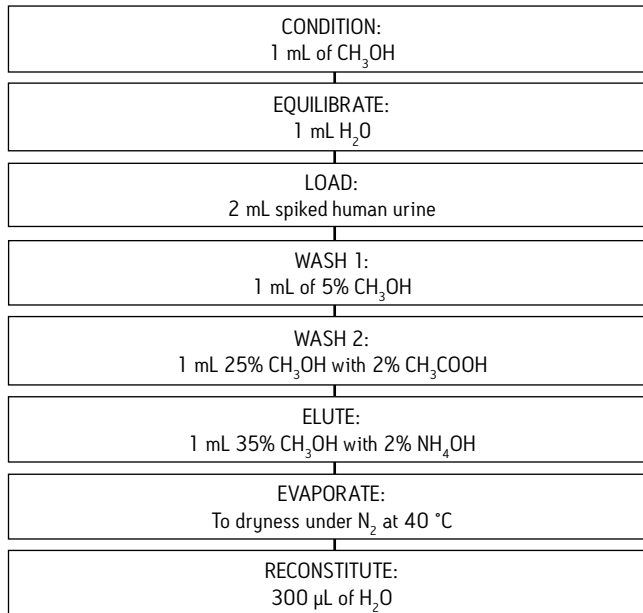 CONDITION:
1 mL of CH₃OH
EQUILIBRATE:
1 mL H₂O
LOAD:
2 mL spiked human urine
WASH 1:
1 mL of 5% CH₃OH
WASH 2:
1 mL 25% CH₃OH with 2% CH₃COOH
ELUTE:
1 mL 35% CH₃OH with 2% NH₄OH
EVAPORATE:
To dryness under N₂ at 40 ˚C
RECONSTITUTE:
300 µL of H₂O